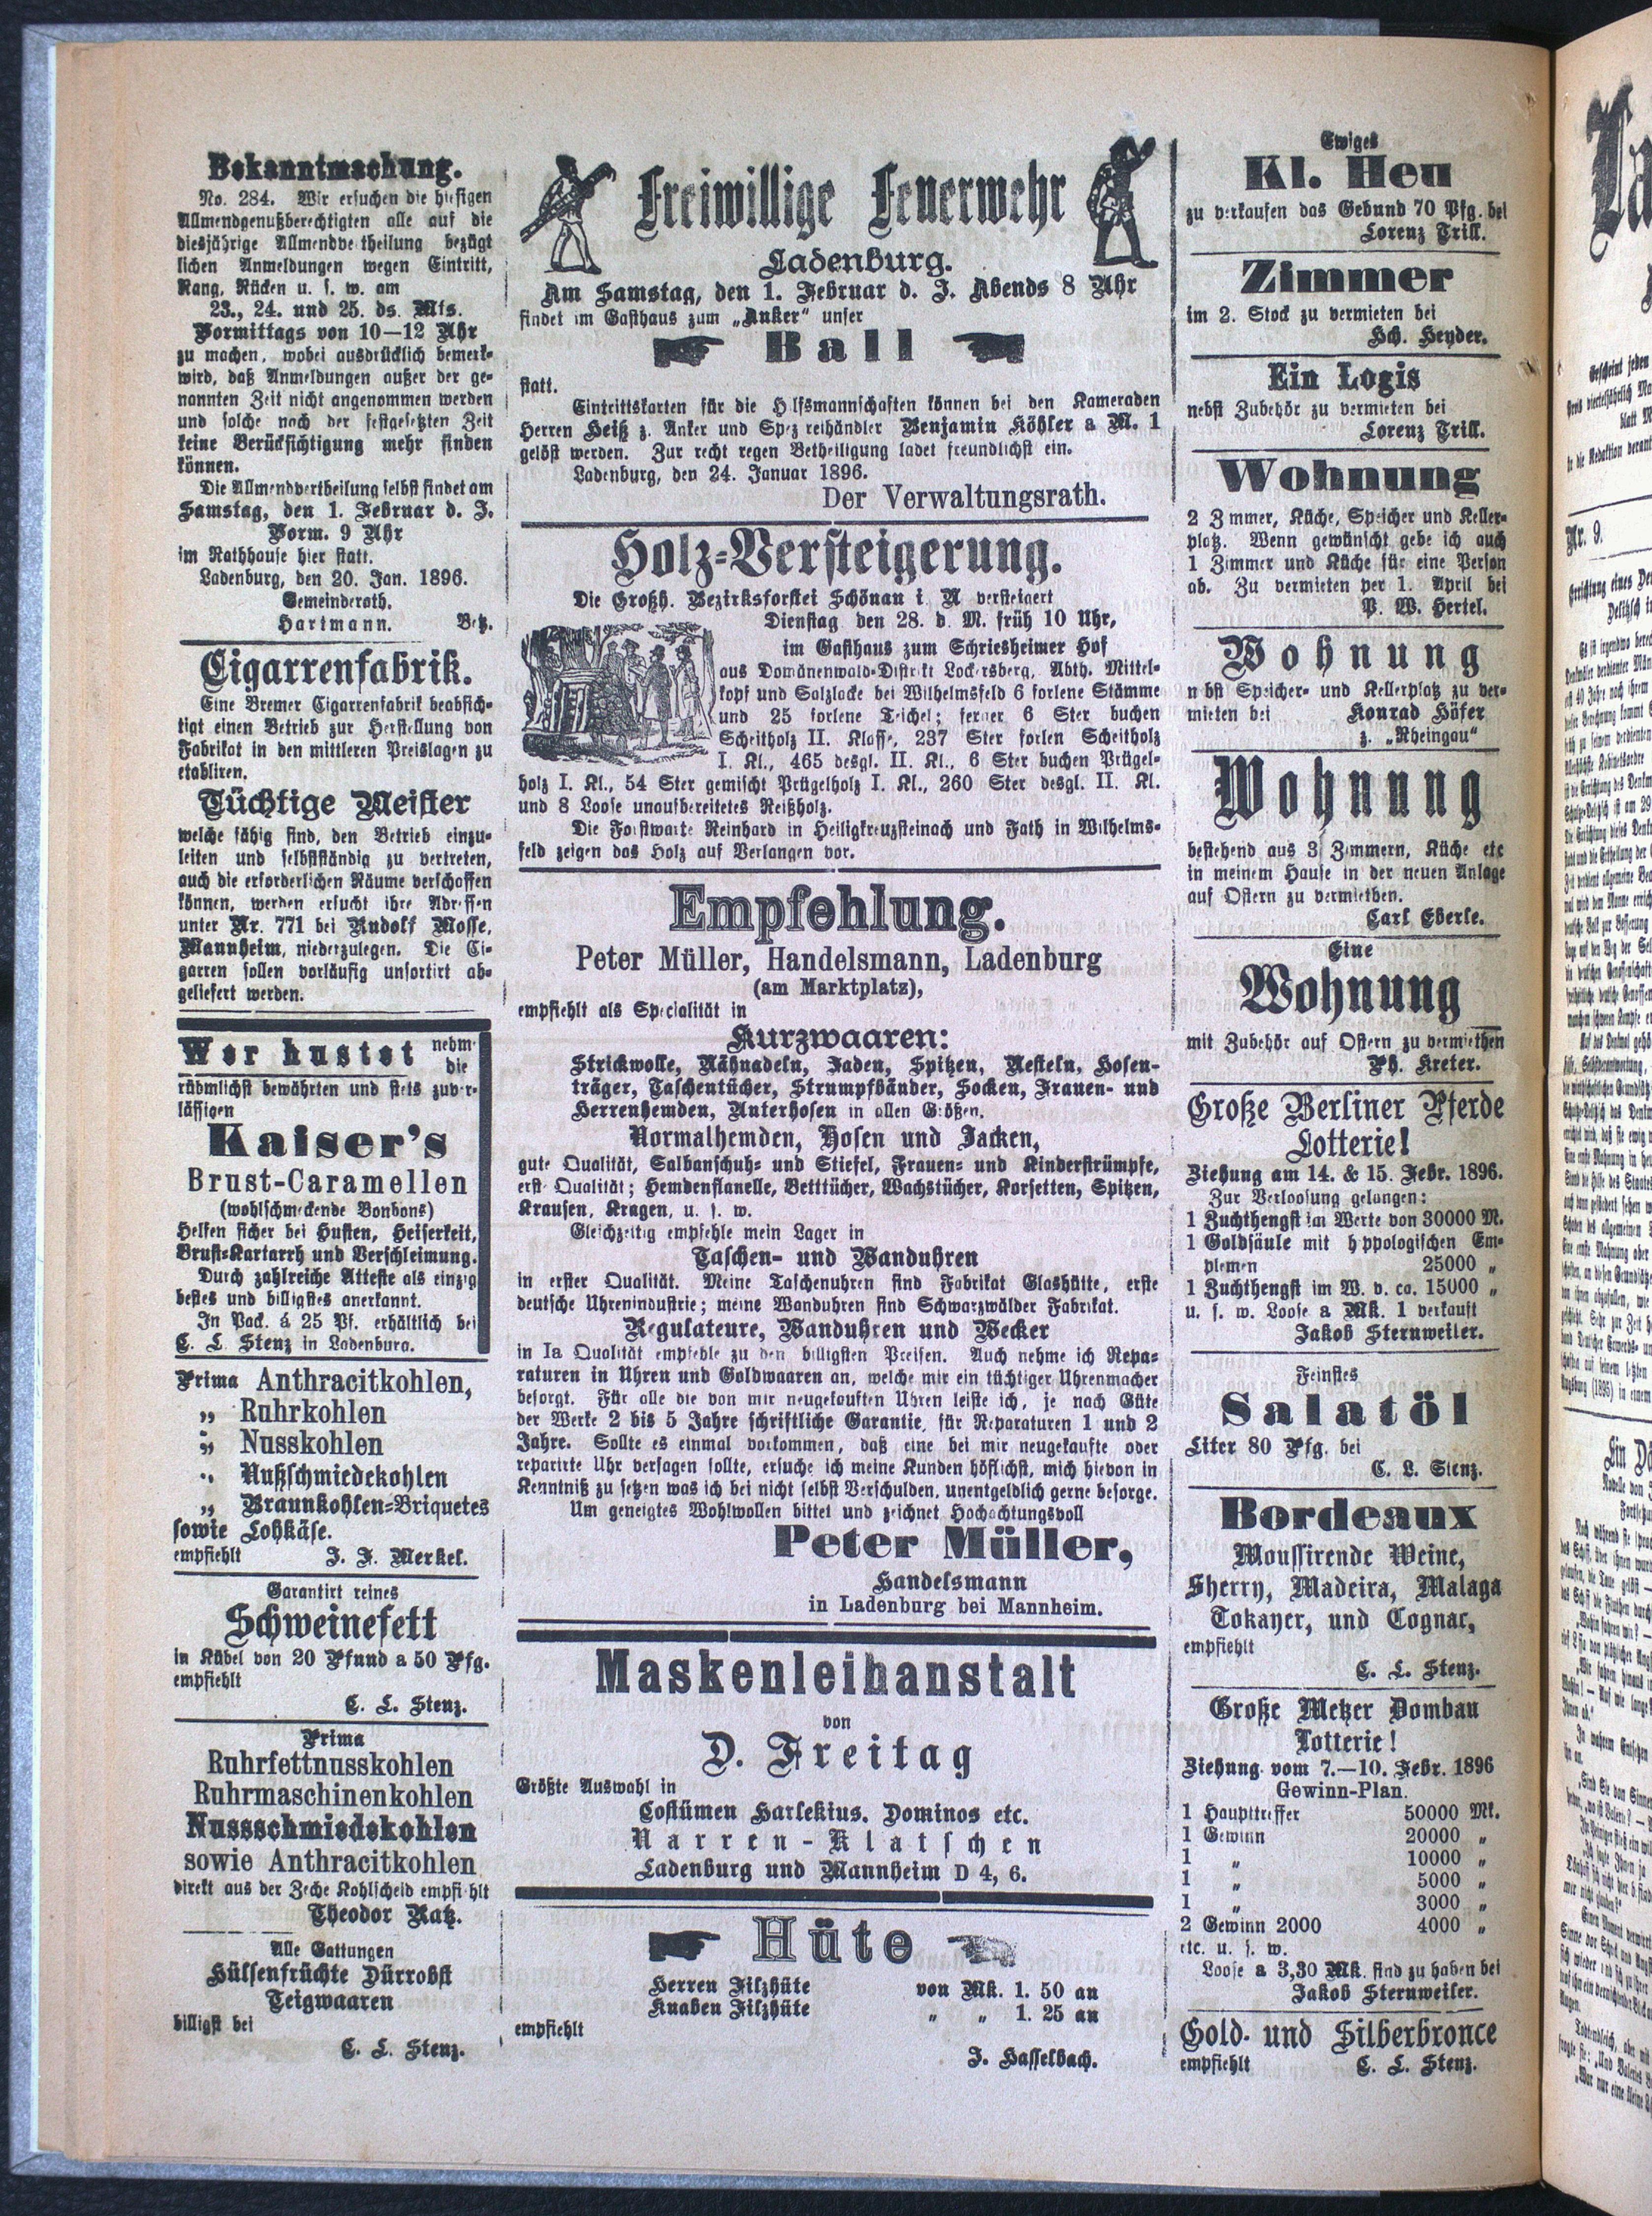 Bekanntmachung.
No. 284. Wir ersuchen die hiesigen
Allmendgenußberechtigten alle auf die
diesjährige Allmendvertheilung bezügt
lichen Anmeldungen wegen Eintritt,
Rang, Rücken u. s. w. am
23., 24. und 25. ds. Mts.
Vormittags von 10—12 Uhr
zu machen, wobei ausdrücklich bemerk-
wird, daß Anmeldungen außer der ge-
nannten Zeit nicht angenommen werden
und solche nach der festgesetzten Zeit
keine Berücksichtigung mehr finden
können.
Die Allmendvertheilung selbst findet am
Samstag, den 1. Februar d. J.
Vorm. 9 Uhr
im Rathhause hier statt.
Ladenburg, den 20. Jan. 1896.
Gemeinderath.
Hartmann. Betz.
Cigarrenfabrik.
Eine Bremer Cigarrenfabrik beabsich-
tigt einen Betrieb zur Herstellung von
Fabrikat in den mittleren Preislagen zu
etabliren.
Tüchtige Meister
welche fähig sind, den Betrieb einzu-
leiten und selbstständig zu vertreten,
auch die erforderlichen Räume verschaffen
können, werden ersucht ihre Adressen
unter Nr. 771 bei Rudolf Mosse,
Mannheim, niederzulegen. Die Ci-
garren sollen vorläufig unsortirt ab-
geliefert werden.
Wer hustet nehm
die
rühmlichst bewährten und stets zuver-
lässigen
Kaiser's
Brust-Caramellen
(wohlschmeckende Bonbons)
Helfen sicher bei Husten, Heiserkeit,
Brust-Kartarrh und Verschleimung.
Durch zahlreiche Atteste als einzig
bestes und billigstes anerkannt.
In Pack. á 25 Pf. erhältlich bei
C. L. Stenz in Ladenburg.
Prima Anthracitkohlen,
„ Ruhrkohlen
„ Nusskohlen
„ Nußschmiedekohlen
„ Braunkohlen-Briquetes
sowie Lohkäse.
empfiehlt J. F. Merkel.
Garantirt reines
Schweinefett
in Kübel von 20 Pfund a 50 Pfg.
empfiehlt
C. L. Stenz.
Prima
Ruhrfettnusskohlen
Ruhrmaschinenkohlen
Nussschmiedekohlen
sowie Anthracitkohlen
direkt aus der Zeche Kohlscheid empfiehlt
Theodor Katz.
Alle Gattungen
Hülsenfrüchte Dürrobst
Teigwaaren
billigst bei
C. L. Stenz.
Freiwillige Feuerwehr
Ladenburg.
Am Samstag, den 1. Februar d. J. Abends 8 Uhr
findet im Gasthaus zum „Anker“ unser
Ball
statt.
Eintrittskarten für die Hilfsmannschaften können bei den Kameraden
Herren Heiß z. Anker und Spezereihändler Benjamin Köhler a M. 1
gelöst werden. Zur recht regen Betheiligung ladet freundlichst ein.
Ladenburg, den 24. Januar 1896.
Der Verwaltungsrath.
Holz-Versteigerung.
Die Großh. Bezirksforstei Schönau i. A versteigert
Dienstag den 28. d. M. früh 10 Uhr,
im Gasthaus zum Schriesheimer Hof
aus Domänenwald-Distrikt Lockersberg, Abth. Mittel-
kopf und Salzlacke bei Wilhelmsfeld 6 forlene Stämme
und 25 forlene Teichel; ferner 6 Ster buchen
Scheitholz II. Klasse, 237 Ster forlen Scheitholz
I. Kl., 465 desgl. II. Kl., 6 Ster buchen Prügel-
holz I. Kl., 54 Ster gemischt Prügelholz I. Kl., 260 Ster desgl. II. Kl.
und 8 Loose unaufbereitetes Reißholz.
Die Forstwarte Reinhard in Heiligkreuzsteinach und Fath in Wilhelms-
feld zeigen das Holz auf Verlangen vor.
Empfehlung.
Peter Müller, Handelsmann, Ladenburg
(am Marktplatz),
empfiehlt als Specialität in
Kurzwaaren:
Strickwolle, Nähnadeln, Faden, Spitzen, Nesteln, Hosen-
träger, Taschentücher, Strumpfbänder, Socken, Frauen- und
Herrenhemden, Unterhosen in allen Größen.
Normalhemden, Hosen und Jacken,
gute Qualität, Salbanschuh- und Stiefel, Frauen- und Kinderstrümpfe,
erste Qualität; Hemdenflanelle, Betttücher, Wachstücher, Korsetten, Spitzen,
Krausen, Kragen, u. s. w.
Gleichzeitig empfehle mein Lager in
Taschen- und Wanduhren
in erster Qualität. Meine Taschenuhren sind Fabrikat Glashütte, erste
deutsche Uhrenindustrie; meine Wanduhren sind Schwarzwälder Fabrikat.
Regulateure, Wanduhren und Wecker
in Ia Qualität empfehle zu den billigsten Preisen. Auch nehme ich Repa-
raturen in Uhren und Goldwaaren an, welche mir ein tüchtiger Uhrenmacher
besorgt. Für alle die von mir neugekauften Uhren leiste ich, je nach Güte
der Werke 2 bis 5 Jahre schriftliche Garantie, für Reparaturen 1 und 2
Jahre. Sollte es einmal vorkommen, daß eine bei mir neugekaufte oder
reparirte Uhr versagen sollte, ersuche ich meine Kunden höflichst, mich hievon in
Kenntniß zu setzen was ich bei nicht selbst Verschulden, unentgeldlich gerne besorge.
Um geneigtes Wohlwollen bittet und zeichnet Hochachtungsvoll
Peter Müller,
Handelsmann
in Ladenburg bei Mannheim.
Maskenleihanstalt
von
D. Freitag
Größte Auswahl in
Costümen Harlekius. Dominos etc.
Narren-Klatschen
Ladenburg und Mannheim D 4, 6.
Hüte
Herren Filzhüte von Mk. 1. 50 an
Knaben Filzhüte „ „ 1. 25 an
empfiehlt
J. Hasselbach.
Ewiges
Kl. Heu
zu verkaufen das Gebund 70 Pfg. bei
Lorenz Trill.
Zimmer
im 2. Stock zu vermieten bei
Hch. Heyder.
Ein Logis
nebst Zubehör zu vermieten bei
Lorenz Trill.
Wohnung
2 Zimmer, Küche, Speicher und Keller-
platz. Wenn gewünscht gebe ich auch
1 Zimmer und Küche für eine Person
ab. Zu vermieten per 1. April bei
P. W. Hertel.
Wohnung
nebst Speicher- und Kellerplatz zu ver-
mieten bei Konrad Höfer
z. „Rheingau“
Wohnung
bestehend aus 3 Zimmern, Küche etc
in meinem Hause in der neuen Anlage
auf Ostern zu vermiethen.
Carl Eberle.
Eine
Wohnung
mit Zubehör auf Ostern zu vermiethen
Ph. Kreter.
Große Berliner Pferde
Lotterie!
Ziehung am 14. & 15. Febr. 1896.
Zur Verloosung gelangen:
1 Zuchthengst im Werte von 30000 M.
1 Goldsäule mit hyppologischen Em-
plemen 25000 „
1 Zuchthengst im W. v. ca. 15000 „
u. s. w. Loose a Mk. 1 verkauft
Jakob Sternweiler.
Feinstes
Salatöl
Liter 80 Pfg. bei
C. L. Stenz.
Bordeaux
Moussirende Weine,
Sherry, Madeira, Malaga
Tokayer, und Cognac,
empfiehlt
C. L. Stenz.
Große Metzer Dombau
Lotterie!
Ziehung vom 7.—10. Febr. 1896
Gewinn-Plan.
1 Haupttreffer 50000 Mk.
1 Gewinn 20000 „
1 „ 10000 „
1 „ 5000 „
1 „ 3000 „
2 Gewinn 2000 4000 „
etc. u. s. w.
Loose a 3,30 Mk. sind zu haben bei
Jakob Sternweiler.
Gold- und Silberbronce
empfiehlt C. L. Stenz.
Nr. 9.